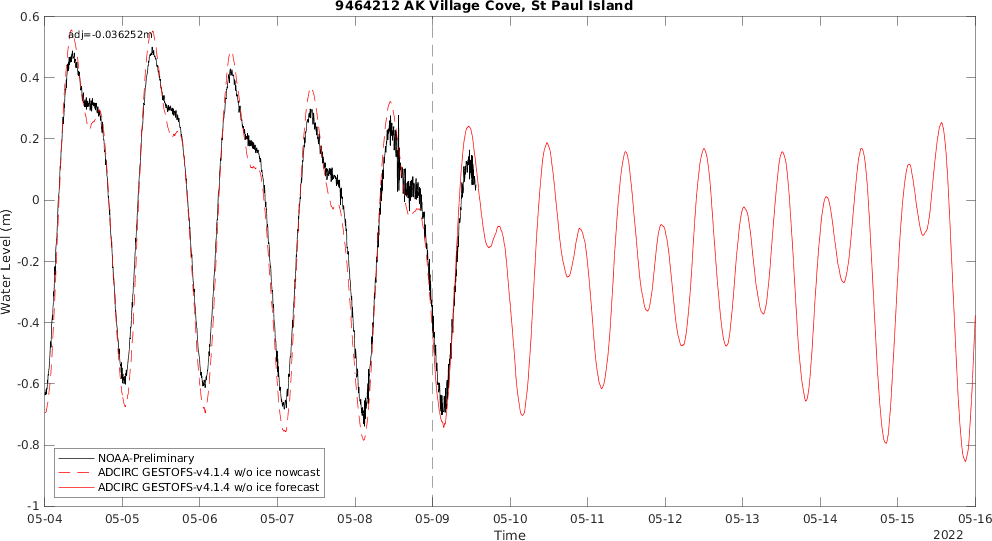 9464212 AK Village Cove, St Paul Island
adj=-0.036252m
Water Level (m)
0.6
0.4
0.2
0
-0.2
-0.4
-0.6
-0.8
-1
NOAA-Preliminary
ADCIRC GESTOFS-v4.1.4 w/o ice nowcast
ADCIRC GESTOFS-v4.1.4 w/o ice forecast
05-04 05-05 05-06 05-07 05-08 05-09 05-10 05-11 05-12 05-13 05-14 05-15 05-16
Time
2022